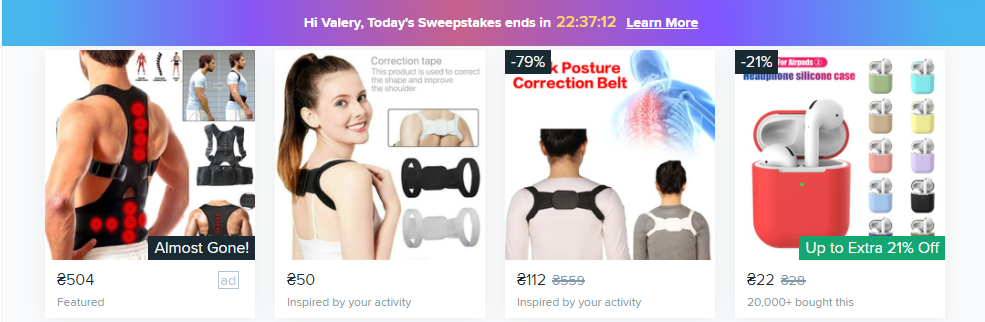 Hi Valery, Today's Sweepstakes ends in 22:37:12 Learn More
Almost Gone!
₴504
ad
Featured
Correction tape
This product is used to correct
the shape and improve
the shoulder
₴50
Inspired by your activity
-79%
k Posture
Correction Belt
₴112 ₴559
Inspired by your activity
-21%
For Airpods 2
Headphone silicone case
Up to Extra 21% Off
₴22 ₴28
20,000+ bought this